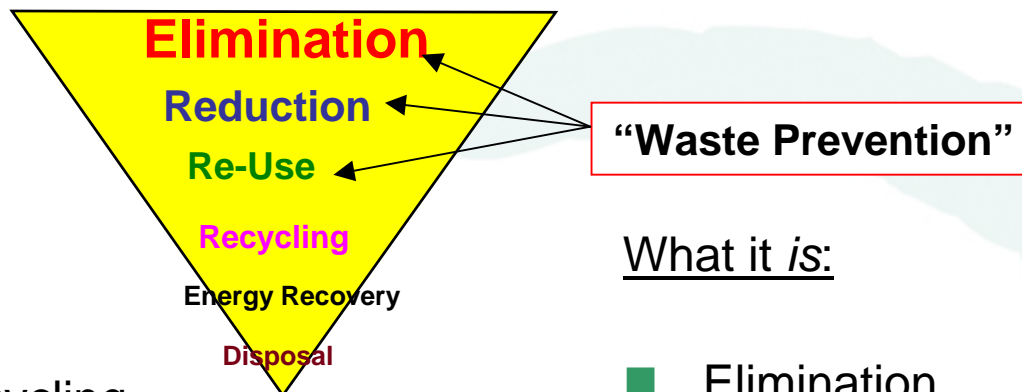 Elimination
Reduction
Re-Use
Recycling
Energy Recovery
Disposal
“Waste Prevention”
What it is:
Elimination